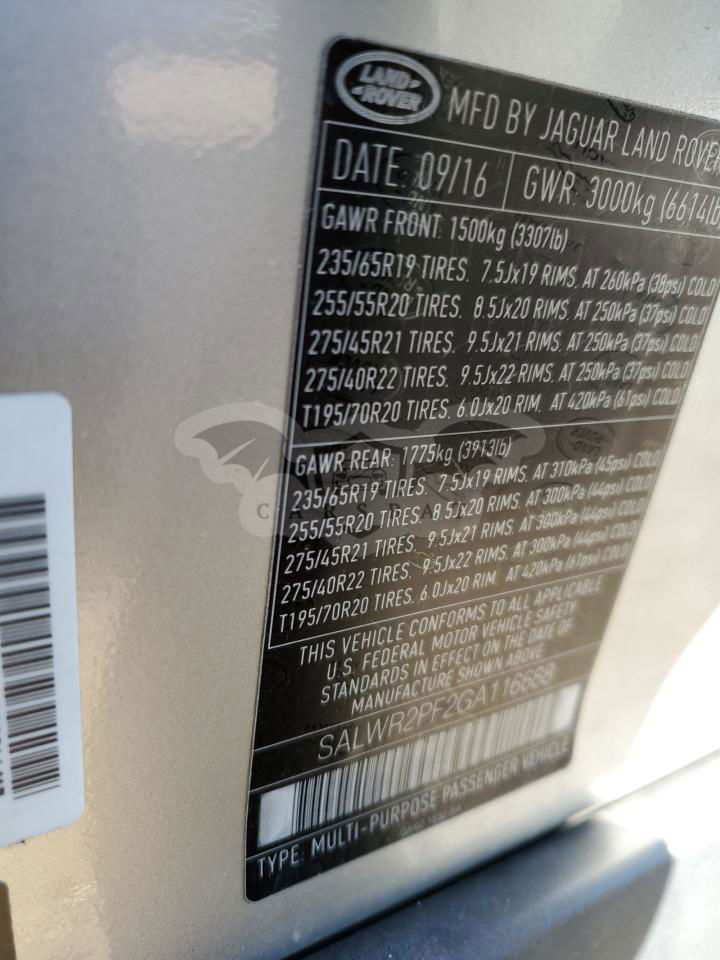 LAND ROVER
MFD BY JAGUAR LAND ROVER
DATE: 09/16
GWR: 3000kg (6614lb)
GAWR FRONT: 1500kg (3307lb)
235/65R19 TIRES. 7.5Jx19 RIMS. AT 260kPa (38psi) COLD
255/55R20 TIRES. 8.5Jx20 RIMS. AT 250kPa (37psi) COLD
275/45R21 TIRES. 9.5Jx21 RIMS. AT 250kPa (37psi) COLD
275/40R22 TIRES. 9.5Jx22 RIMS. AT 250kPa (37psi) COLD
T195/70R20 TIRES. 6.0Jx20 RIM. AT 420kPa (61psi) COLD
GAWR REAR: 1775kg (3913lb)
235/65R19 TIRES. 7.5Jx19 RIMS. AT 310kPa (45psi) COLD
255/55R20 TIRES. 8.5Jx20 RIMS. AT 300kPa (44psi) COLD
275/45R21 TIRES. 9.5Jx21 RIMS. AT 300kPa (44psi) COLD
275/40R22 TIRES. 9.5Jx22 RIMS. AT 300kPa (44psi) COLD
T195/70R20 TIRES. 6.0Jx20 RIM. AT 420kPa (61psi) COLD
THIS VEHICLE CONFORMS TO ALL APPLICABLE
U.S. FEDERAL MOTOR VEHICLE SAFETY
STANDARDS IN EFFECT ON THE DATE OF
MANUFACTURE SHOWN ABOVE
SALWR2PF2GA116688
TYPE: MULTI-PURPOSE PASSENGER VEHICLE